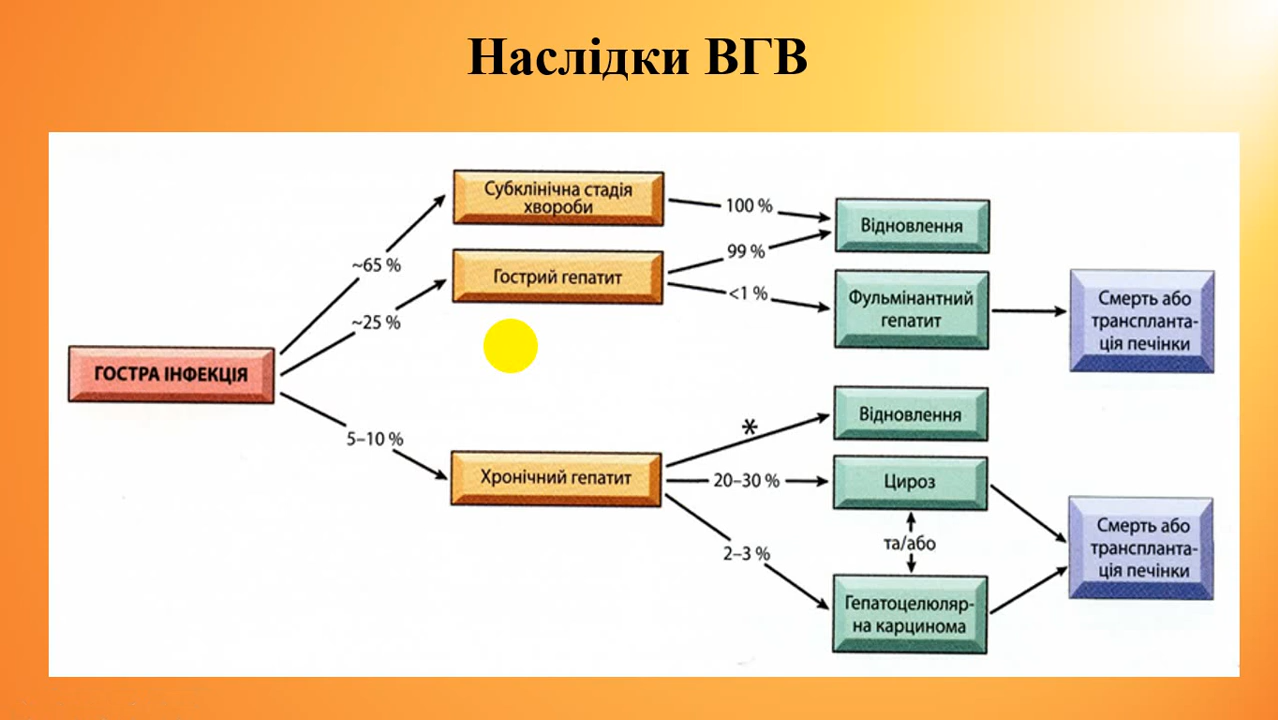 Наслідки ВГВ
Субклінічна стадія
хвороби
100 %
Відновлення
~65 %
99 %
Гострий гепатит
<1 %
Фульмінантний
гепатит
Смерть або
транспланта-
ція печінки
~25 %
ГОСТРА ІНФЕКЦІЯ
5–10 %
*
Відновлення
Хронічний гепатит
20–30 %
Цироз
та/або
2–3 %
Гепатоцелюляр-
на карцинома
Смерть або
транспланта-
ція печінки